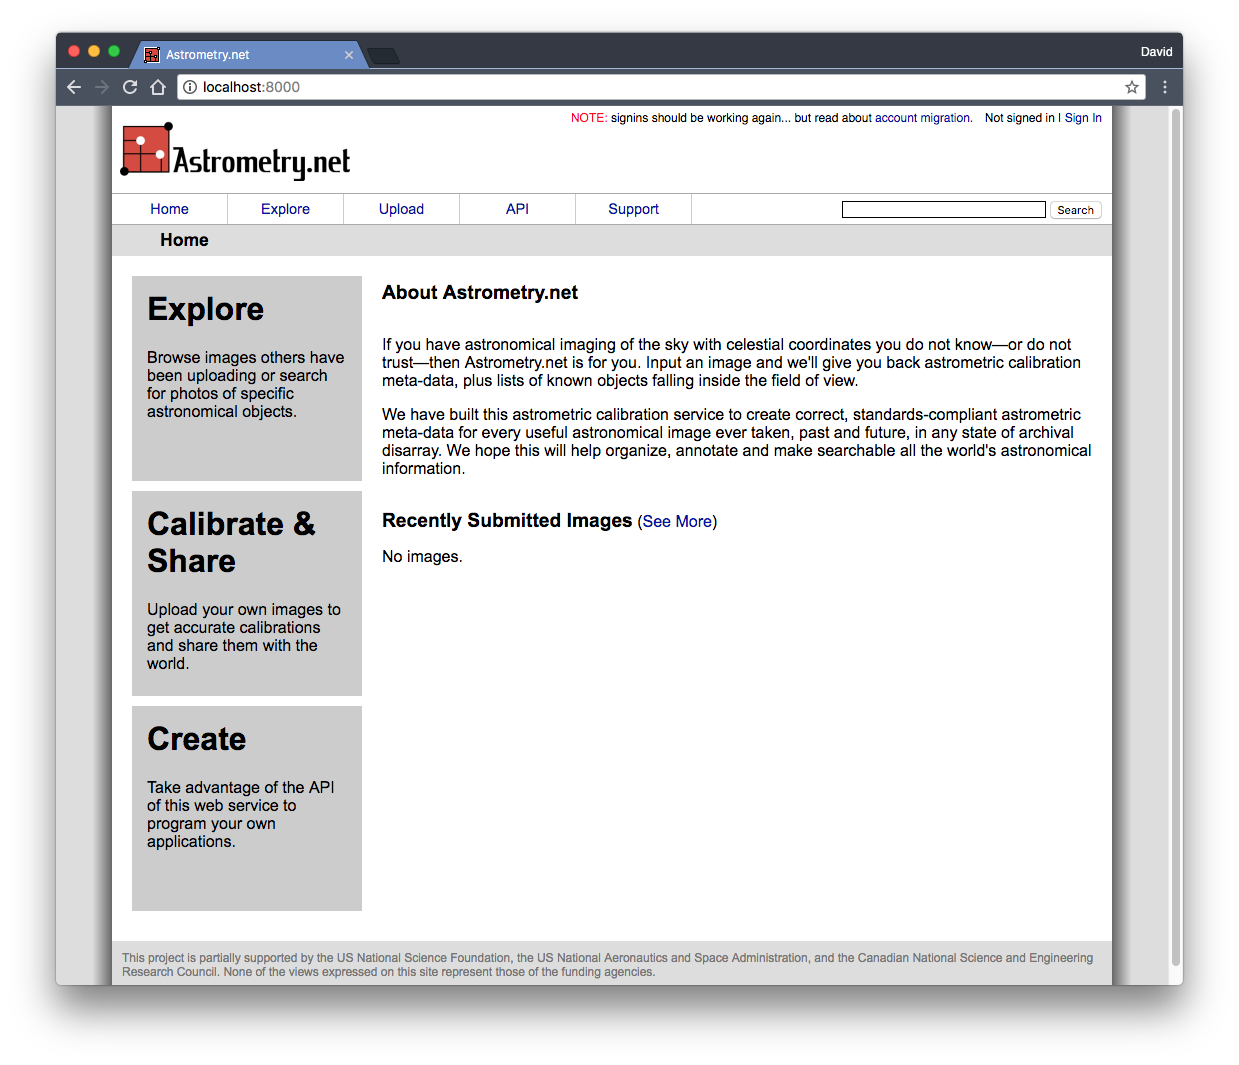 Astrometry.net
David
localhost:8000
NOTE: signins should be working again... but read about account migration. Not signed in | Sign In
Astrometry.net
Home Explore Upload API Support Search
Home
Explore
Browse images others have
been uploading or search
for photos of specific
astronomical objects.
Calibrate &
Share
Upload your own images to
get accurate calibrations
and share them with the
world.
Create
Take advantage of the API
of this web service to
program your own
applications.
About Astrometry.net
If you have astronomical imaging of the sky with celestial coordinates you do not know—or do not
trust—then Astrometry.net is for you. Input an image and we'll give you back astrometric calibration
meta-data, plus lists of known objects falling inside the field of view.
We have built this astrometric calibration service to create correct, standards-compliant astrometric
meta-data for every useful astronomical image ever taken, past and future, in any state of archival
disarray. We hope this will help organize, annotate and make searchable all the world's astronomical
information.
Recently Submitted Images (See More)
No images.
This project is partially supported by the US National Science Foundation, the US National Aeronautics and Space Administration, and the Canadian National Science and Engineering
Research Council. None of the views expressed on this site represent those of the funding agencies.